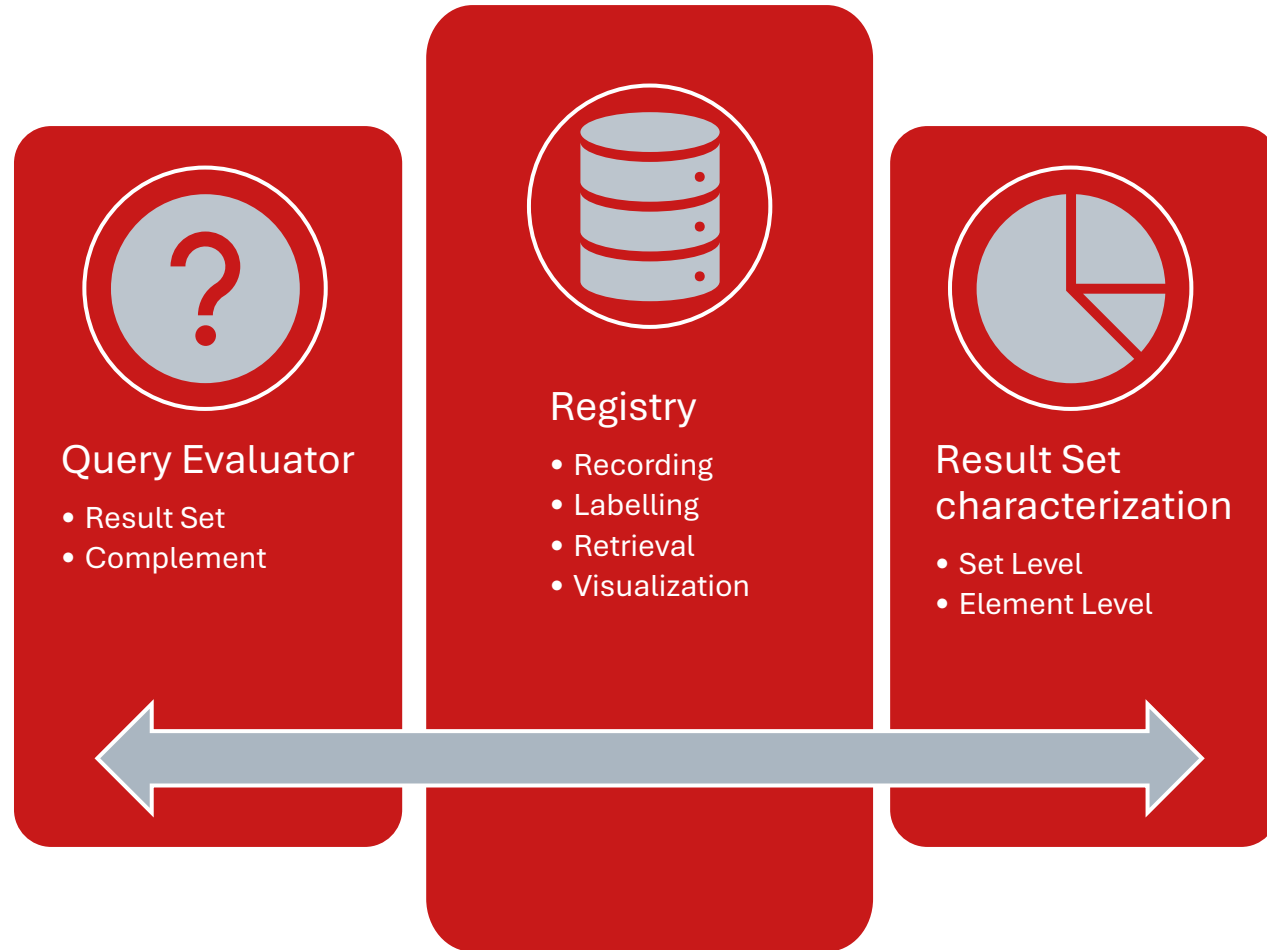 ?
Query Evaluator
• Result Set
• Complement
Registry
• Recording
• Labelling
• Retrieval
• Visualization
Result Set
characterization
• Set Level
• Element Level